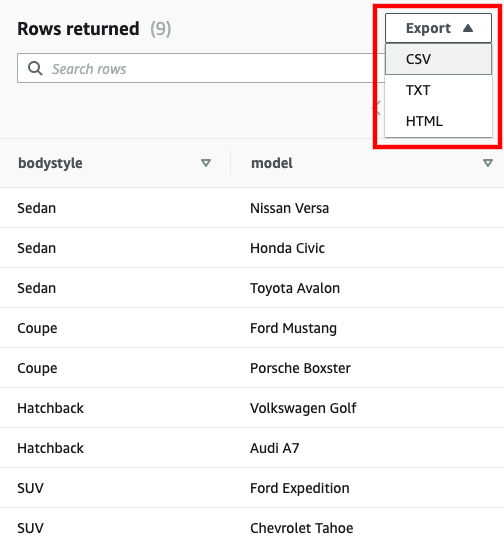 Rows returned (9)
Export
Search rows
CSV
TXT
HTML
bodystyle model
Sedan Nissan Versa
Sedan Honda Civic
Sedan Toyota Avalon
Coupe Ford Mustang
Coupe Porsche Boxster
Hatchback Volkswagen Golf
Hatchback Audi A7
SUV Ford Expedition
SUV Chevrolet Tahoe